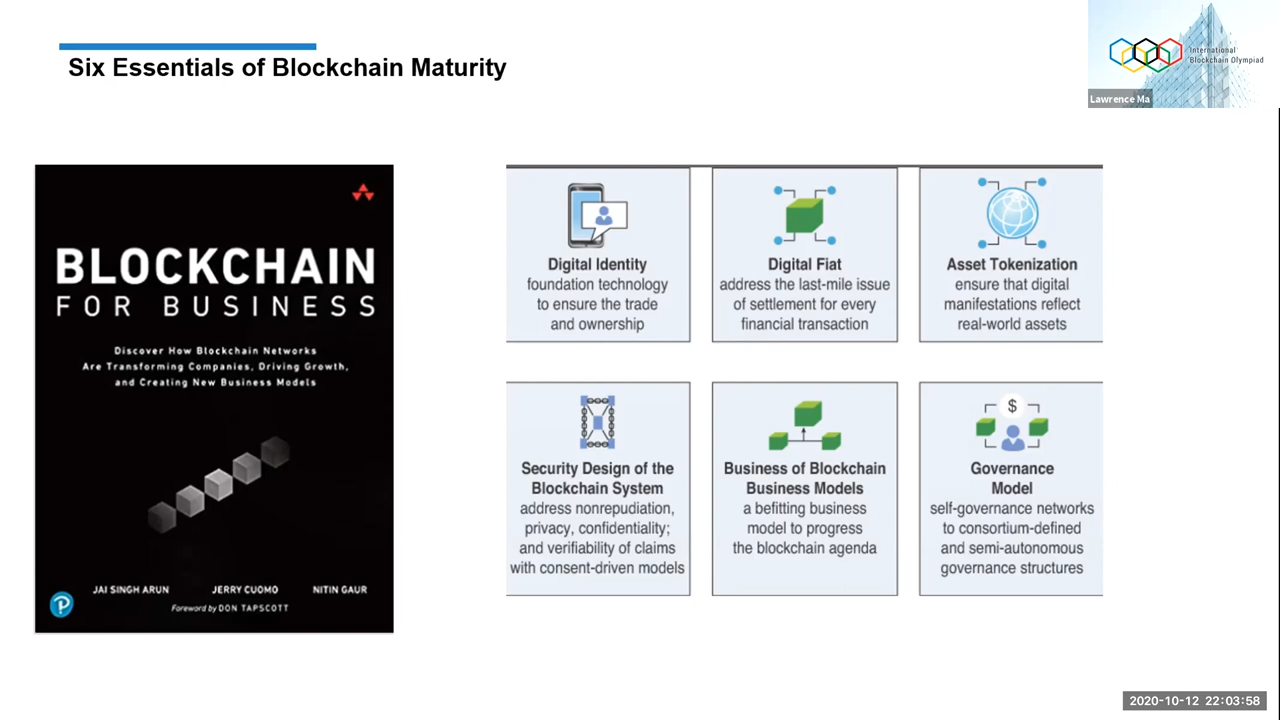 Six Essentials of Blockchain Maturity
International
Blockchain Olympiad
Lawrence Ma
BLOCKCHAIN
FOR BUSINESS
Discover How Blockchain Networks
Are Transforming Companies, Driving Growth,
and Creating New Business Models
JAI SINGH ARUN JERRY CUOMO NITIN GAUR
Foreword by DON TAPSCOTT
P
Digital Identity
foundation technology
to ensure the trade
and ownership
Digital Fiat
address the last-mile issue
of settlement for every
financial transaction
Asset Tokenization
ensure that digital
manifestations reflect
real-world assets
Security Design of the
Blockchain System
address nonrepudiation,
privacy, confidentiality;
and verifiability of claims
with consent-driven models
Business of Blockchain
Business Models
a befitting business
model to progress
the blockchain agenda
$
Governance
Model
self-governance networks
to consortium-defined
and semi-autonomous
governance structures
2020-10-12 22:03:58